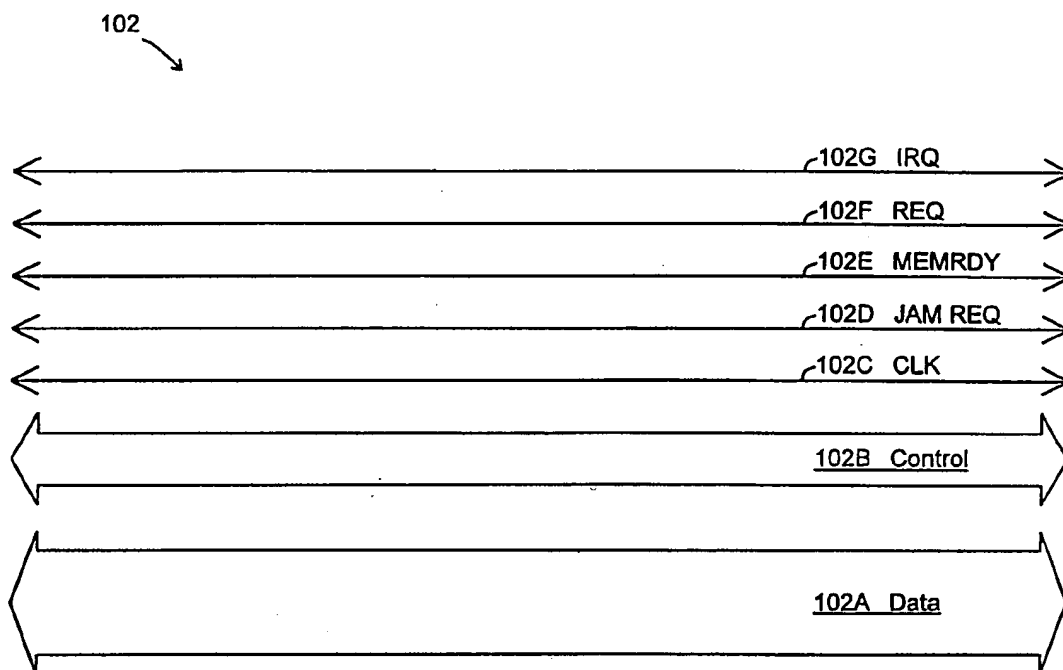 102
102G IRQ
102F REQ
102E MEMRDY
102D JAM REQ
102C CLK
102B Control
102A Data